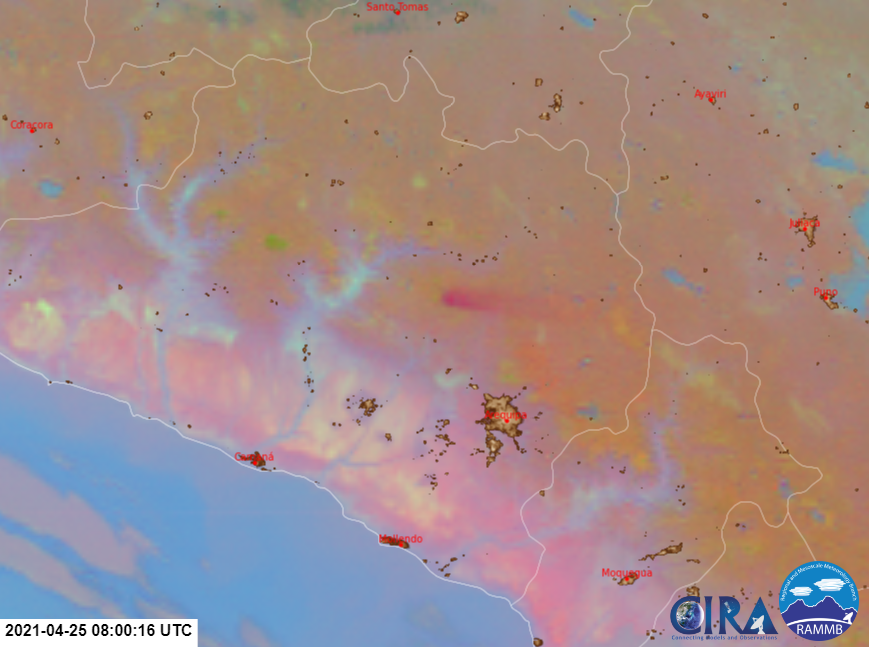 Santo Tomas
Ayaviri
Coracora
Juliaca
Puno
Arequipa
Camaná
Mollendo
Moquegua
2021-04-25 08:00:16 UTC
CIRA
Connecting Models and Observations
Regional and Mesoscale Meteorology Branch
RAMMB